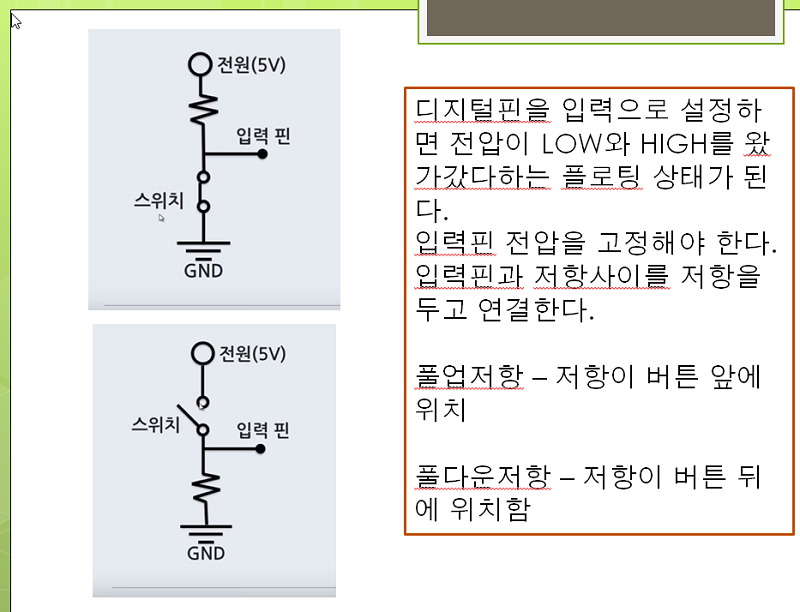 전원(5V)
입력 핀
스위치
GND
전원(5V)
스위치
입력 핀
GND
디지털핀을 입력으로 설정하
면 전압이 LOW와 HIGH를 왔
가갔다하는 플로팅 상태가 된
다.
입력핀 전압을 고정해야 한다.
입력핀과 저항사이를 저항을
두고 연결한다.
풀업저항 – 저항이 버튼 앞에
위치
풀다운저항 – 저항이 버튼 뒤
에 위치함